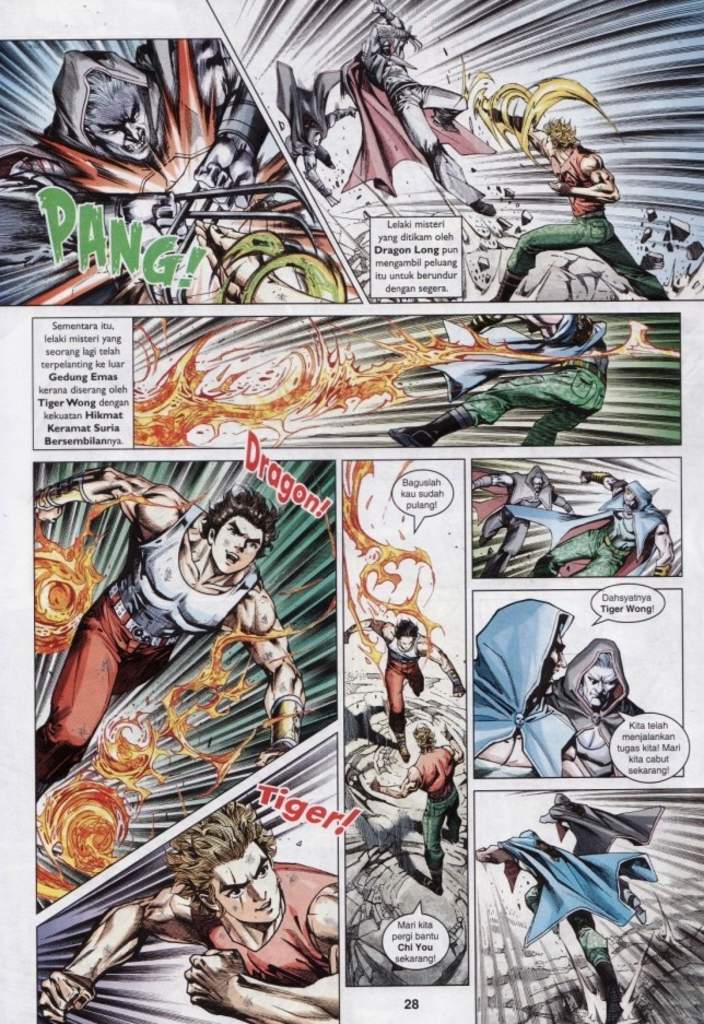 PANG!
Lelaki misteri
yang ditikam oleh
Dragon Long pun
mengambil peluang
itu untuk berundur
dengan segera.
Sementara itu,
lelaki misteri yang
seorang lagi telah
terpelanting ke luar
Gedung Emas
kerana diserang oleh
Tiger Wong dengan
kekuatan Hikmat
Keramat Suria
Bersembilannya.
Dragon!
Tiger!
Baguslah
kau sudah
pulang!
Mari kita
pergi bantu
Chi You
sekarang!
Dahsyatnya
Tiger Wong!
Kita telah
menjalankan
tugas kita! Mari
kita cabut
sekarang!
28